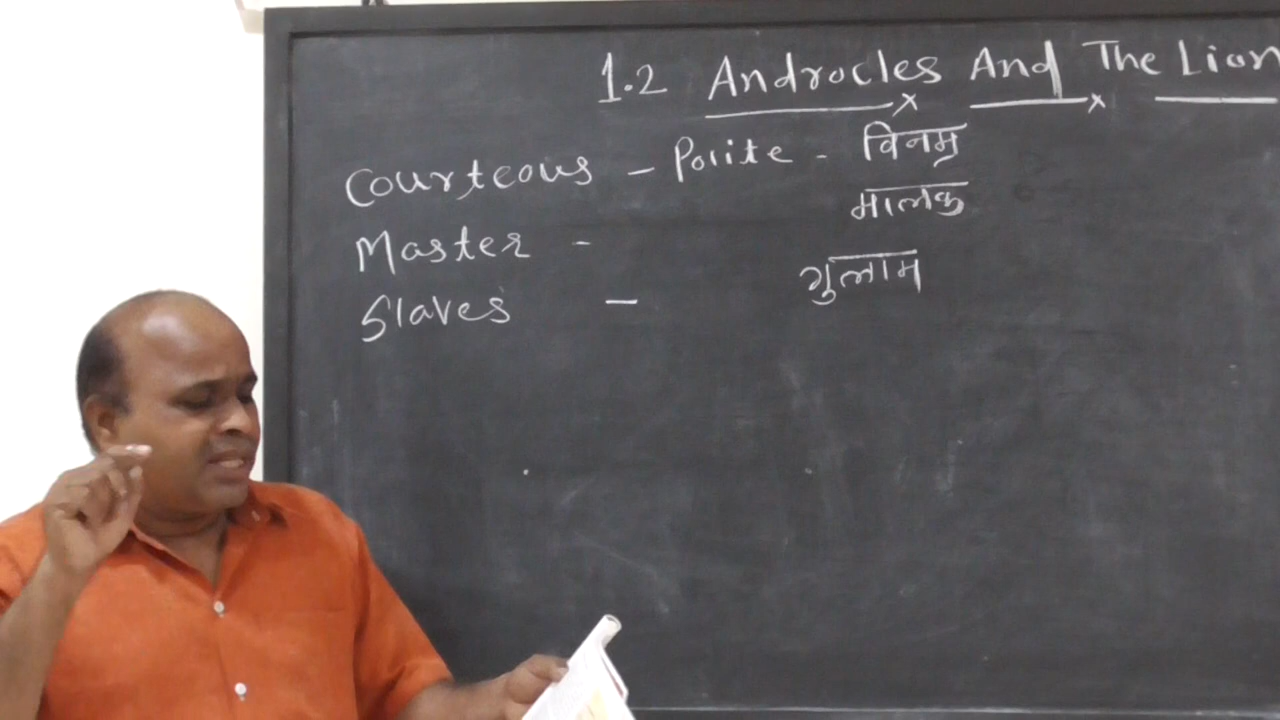 1.2 Androcles And The Lion
Courteous - Polite - विनम्र
मालक
Master -
गुलाम
Slaves -